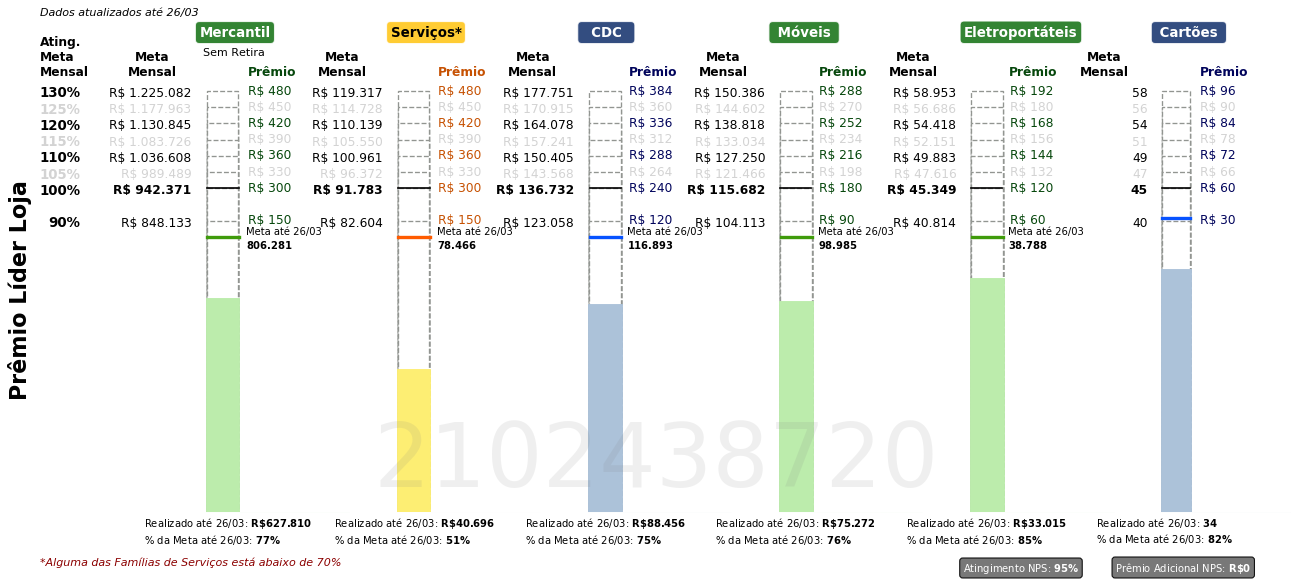 Dados atualizados até 26/03
Mercantil Serviços* CDC Móveis Eletroportáteis Cartões
Sem Retira
Ating. Meta Mensal
Meta Mensal Prêmio Meta Mensal Prêmio Meta Mensal Prêmio Meta Mensal Prêmio Meta Mensal Prêmio Meta Mensal Prêmio
130% R$ 1.225.082 R$ 480 R$ 119.317 R$ 480 R$ 177.751 R$ 384 R$ 150.386 R$ 288 R$ 58.953 R$ 192 58 R$ 96
125% R$ 1.177.963 R$ 450 R$ 114.728 R$ 450 R$ 170.915 R$ 360 R$ 144.602 R$ 270 R$ 56.686 R$ 180 56 R$ 90
120% R$ 1.130.845 R$ 420 R$ 110.139 R$ 420 R$ 164.078 R$ 336 R$ 138.818 R$ 252 R$ 54.418 R$ 168 54 R$ 84
115% R$ 1.083.726 R$ 390 R$ 105.550 R$ 390 R$ 157.241 R$ 312 R$ 133.034 R$ 234 R$ 52.151 R$ 156 51 R$ 78
110% R$ 1.036.608 R$ 360 R$ 100.961 R$ 360 R$ 150.405 R$ 288 R$ 127.250 R$ 216 R$ 49.883 R$ 144 49 R$ 72
105% R$ 989.489 R$ 330 R$ 96.372 R$ 330 R$ 143.568 R$ 264 R$ 121.466 R$ 198 R$ 47.616 R$ 132 47 R$ 66
100% R$ 942.371 R$ 300 R$ 91.783 R$ 300 R$ 136.732 R$ 240 R$ 115.682 R$ 180 R$ 45.349 R$ 120 45 R$ 60
90% R$ 848.133 R$ 150 R$ 82.604 R$ 150 R$ 123.058 R$ 120 R$ 104.113 R$ 90 R$ 40.814 R$ 60 40 R$ 30
Meta até 26/03 Meta até 26/03 Meta até 26/03 Meta até 26/03 Meta até 26/03
806.281 78.466 116.893 98.985 38.788
Prêmio Líder Loja
2102438720
Realizado até 26/03: R$627.810 Realizado até 26/03: R$40.696 Realizado até 26/03: R$88.456 Realizado até 26/03: R$75.272 Realizado até 26/03: R$33.015 Realizado até 26/03: 34
% da Meta até 26/03: 77% % da Meta até 26/03: 51% % da Meta até 26/03: 75% % da Meta até 26/03: 76% % da Meta até 26/03: 85% % da Meta até 26/03: 82%
*Alguma das Famílias de Serviços está abaixo de 70%
Atingimento NPS: 95% Prêmio Adicional NPS: R$0